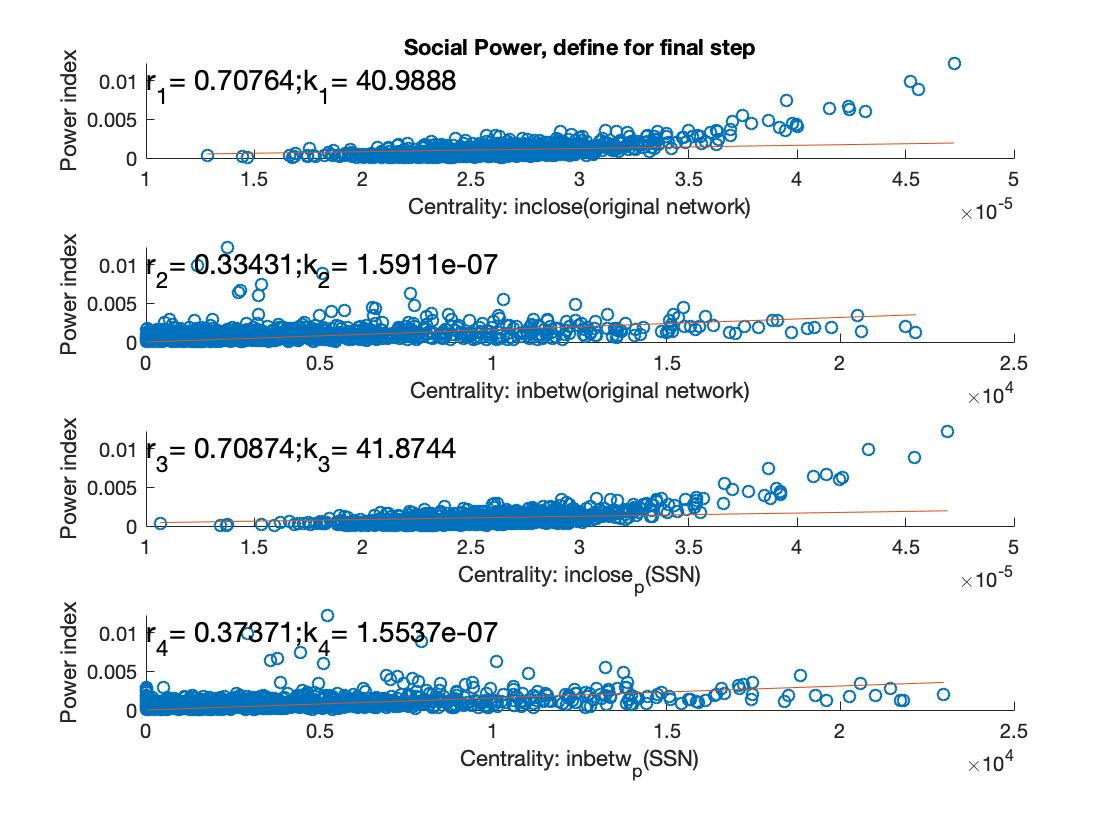 Social Power, define for final step
r1= 0.70764;k1= 40.9888
Power index
0.01
0.005
0
1 1.5 2 2.5 3 3.5 4 4.5 5
Centrality: inclose(original network)
×10-5
r2= 0.33431;k2= 1.5911e-07
Power index
0.01
0.005
0
0 0.5 1 1.5 2 2.5
Centrality: inbetw(original network)
×104
r3= 0.70874;k3= 41.8744
Power index
0.01
0.005
0
1 1.5 2 2.5 3 3.5 4 4.5 5
Centrality: inclosep(SSN)
×10-5
r4= 0.37371;k4= 1.5537e-07
Power index
0.01
0.005
0
0 0.5 1 1.5 2 2.5
Centrality: inbetwp(SSN)
×104